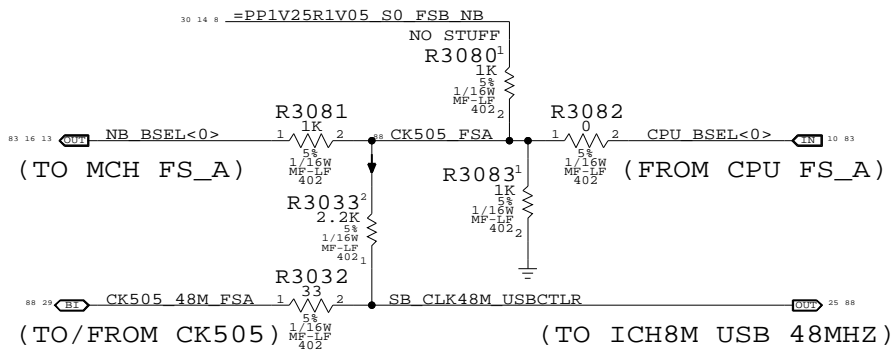 30 14 8 =PP1V25R1V05_S0_FSB_NB
NO STUFF
R3080
1
1K
5%
1/16W
MF-LF
402
2
R3081
1K
1 2
5%
1/16W
MF-LF
402
R3082
0
1 2
5%
1/16W
MF-LF
402
83 16 13 OUT NB_BSEL<0>
88 CK505_FSA
CPU_BSEL<0> IN 10 83
(TO MCH FS_A)
(FROM CPU FS_A)
R3083
1
1K
5%
1/16W
MF-LF
402
2
R3033
2
2.2K
5%
1/16W
MF-LF
402
1
R3032
33
1 2
5%
1/16W
MF-LF
402
88 29 BI CK505_48M_FSA
SB_CLK48M_USBCTLR OUT 25 88
(TO/FROM CK505)
(TO ICH8M USB 48MHZ)